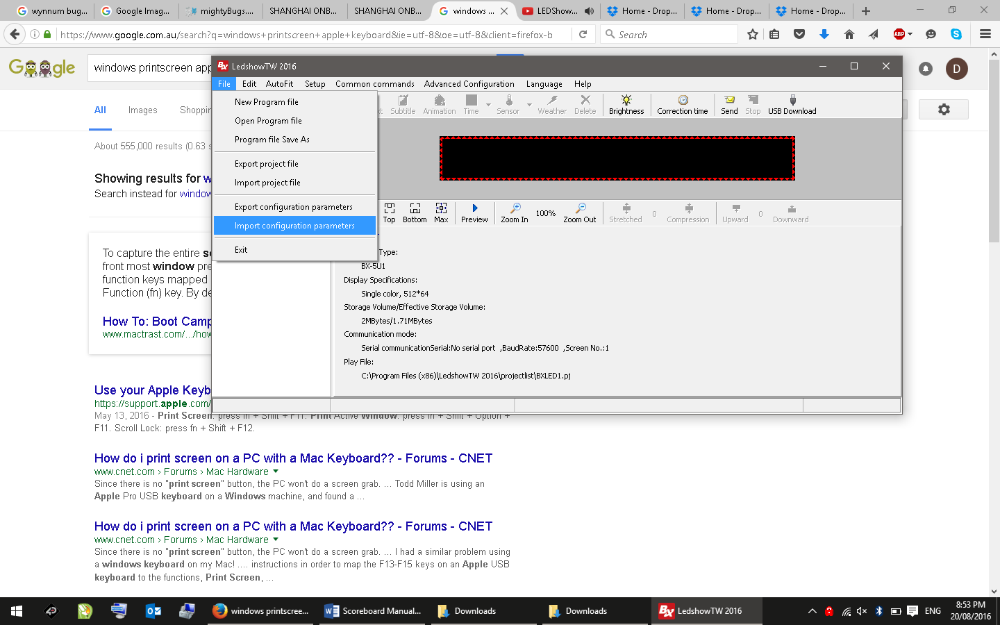 wynnum bug...
Google Imag...
mightyBugs....
SHANGHAI ONB...
SHANGHAI ONB...
windows ...
LEDShow...
Home - Drop...
Home - Drop...
Home - Drop...
https://www.google.com.au/search?q=windows+printscreen+apple+keyboard&ie=utf-8&oe=utf-8&client=firefox-b
Search
ABP
Google
windows printscreen app
D
All
Images
Shoppin
About 555,000 results (0.63 s
Showing results for w
Search instead for window
To capture the entire sc
front most window pre
function keys mapped
Function (fn) key. By de
How To: Boot Camp
www.mactrast.com/.../how
Use your Apple Keyb
https://support.apple.com/
May 13, 2016 - Print Screen: press fn + Shift + F11. Print Active Window: press fn + Shift + Option +
F11. Scroll Lock: press fn + Shift + F12.
How do i print screen on a PC with a Mac Keyboard?? - Forums - CNET
www.cnet.com › Forums › Mac Hardware
Since there is no "print screen" button, the PC won't do a screen grab. ... Todd Miller is using an
Apple Pro USB keyboard on a Windows machine, and found a ...
How do i print screen on a PC with a Mac Keyboard?? - Forums - CNET
www.cnet.com › Forums › Mac Hardware
Since there is no "print screen" button, the PC won't do a screen grab. ... I had a similar problem using
a windows keyboard on my Mac! .... instructions in order to map the F13-F15 keys on an Apple USB
keyboard to the functions, Print Screen, ...
BX LedshowTW 2016
File Edit AutoFit Setup Common commands Advanced Configuration Language Help
New Program file
Open Program file
Program file Save As
Export project file
Import project file
Export configuration parameters
Import configuration parameters
Exit
xt Subtitle Animation Time Sensor Weather Delete Brightness Correction time Send Stop USB Download
Top Bottom Max Preview Zoom In 100% Zoom Out Stretched 0 Compression Upward 0 Downward
Type:
BX-5U1
Display Specifications:
Single color, 512*64
Storage Volume/Effective Storage Volume:
2MBytes/1.71MBytes
Communication mode:
Serial communicationSerial:No serial port ,BaudRate:57600 ,Screen No.:1
Play File:
C:\Program Files (x86)\LedshowTW 2016\projectlist\BXLED1.pj
windows printscree...
Scoreboard Manual...
Downloads
Downloads
BX LedshowTW 2016
ENG
8:53 PM
20/08/2016